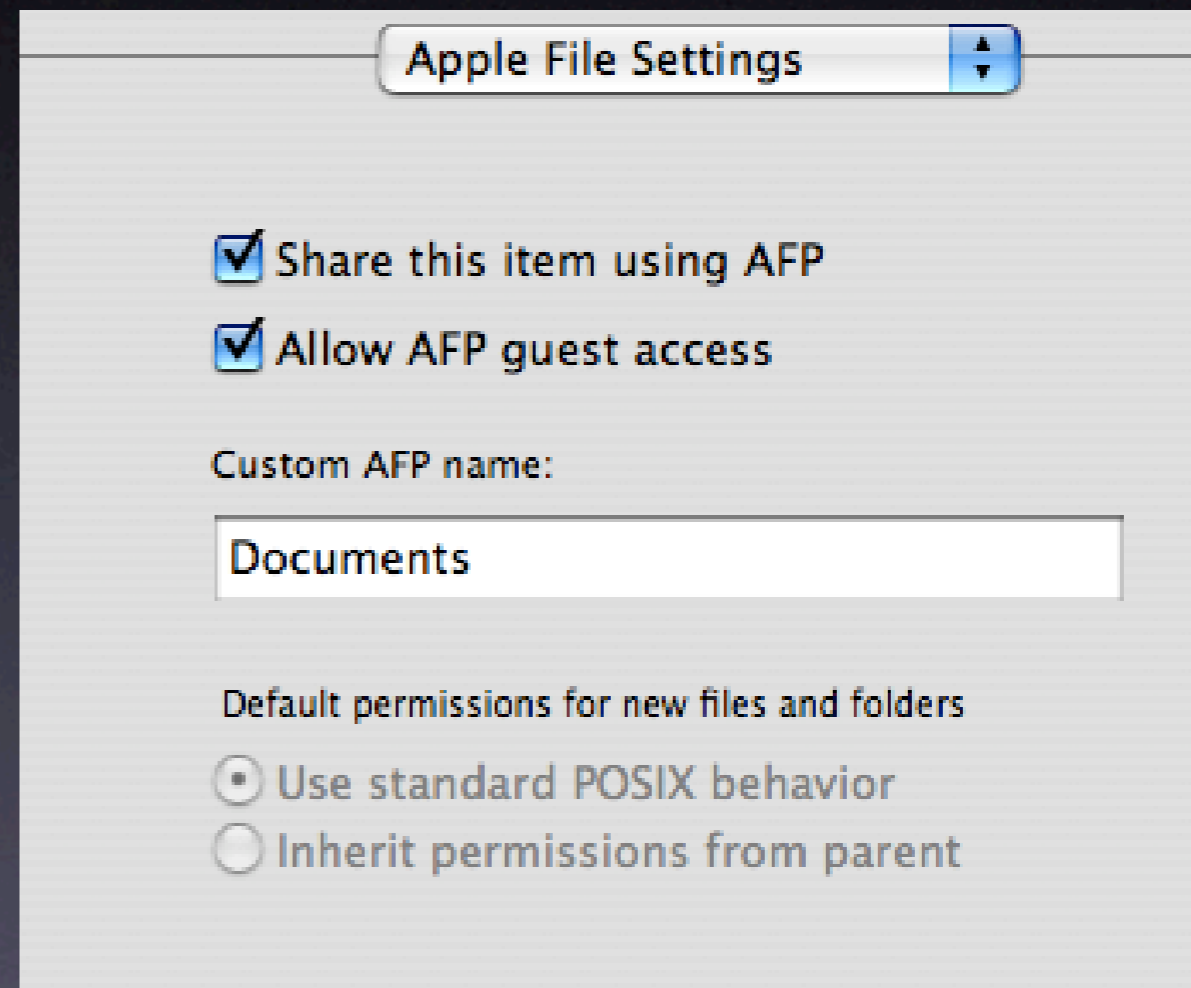 Apple File Settings
Share this item using AFP
Allow AFP guest access
Custom AFP name:
Documents
Default permissions for new files and folders
Use standard POSIX behavior
Inherit permissions from parent